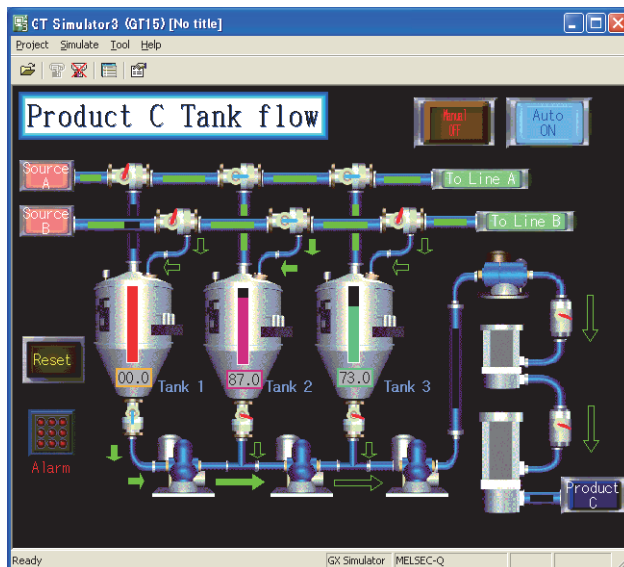 CT Simulator3 (GT15) [No title]
Project Simulate Tool Help
Product C Tank flow
Manual
OFF
Auto
ON
Source
A
To Line A
Source
B
To Line B
Reset
00.0
Tank 1
87.0
Tank 2
73.0
Tank 3
Alarm
Product
C
Ready
GX Simulator
MELSEC-Q